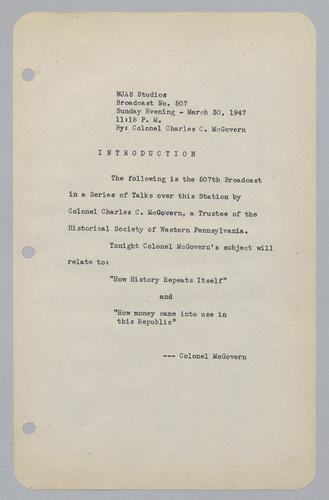 WJAS Studios
Broadcast No. 507
Sunday Evening - March 30, 1947
11:15 P. M.
By: Colonel Charles C. McGovern
I N T R O D U C T I O N
The following is the 507th Broadcast
in a Series of Talks over this Station by
Colonel Charles C. McGovern, a Trustee of the
Historical Society of Western Pennsylvania.
Tonight Colonel McGovern's subject will
relate to:
"How History Repeats Itself"
and
"How money came into use in
this Republic"
--- Colonel McGovern